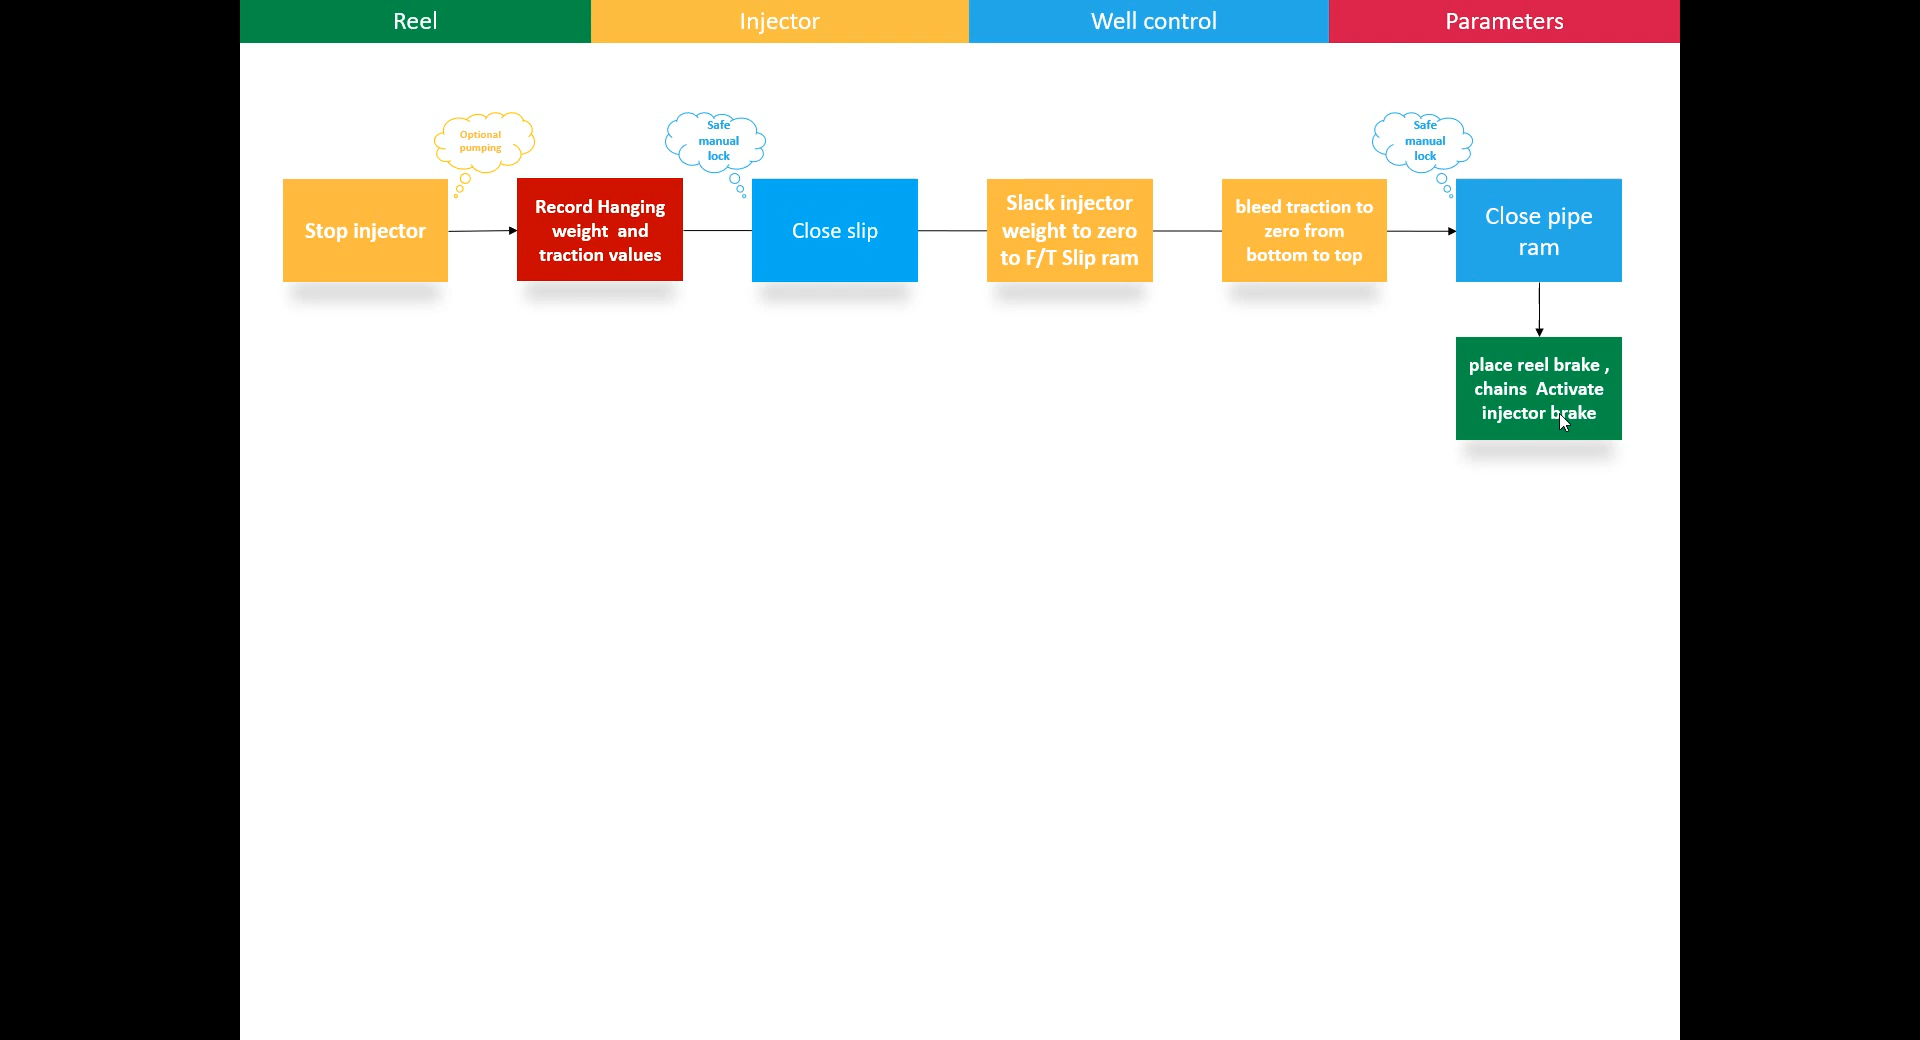 Reel
Injector
Well control
Parameters
Optional
pumping
Safe
manual
lock
Safe
manual
lock
Stop injector
Record Hanging
weight and
traction values
Close slip
Slack injector
weight to zero
to F/T Slip ram
bleed traction to
zero from
bottom to top
Close pipe
ram
place reel brake ,
chains Activate
injector brake